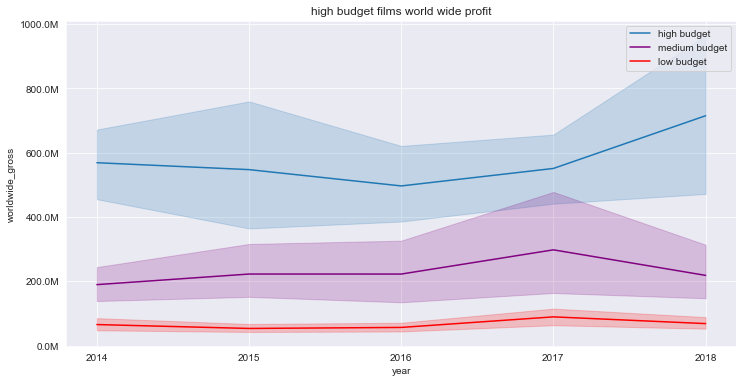 high budget films world wide profit
1000.0M
800.0M
600.0M
400.0M
200.0M
0.0M
worldwide_gross
high budget
medium budget
low budget
2014 2015 2016 2017 2018
year